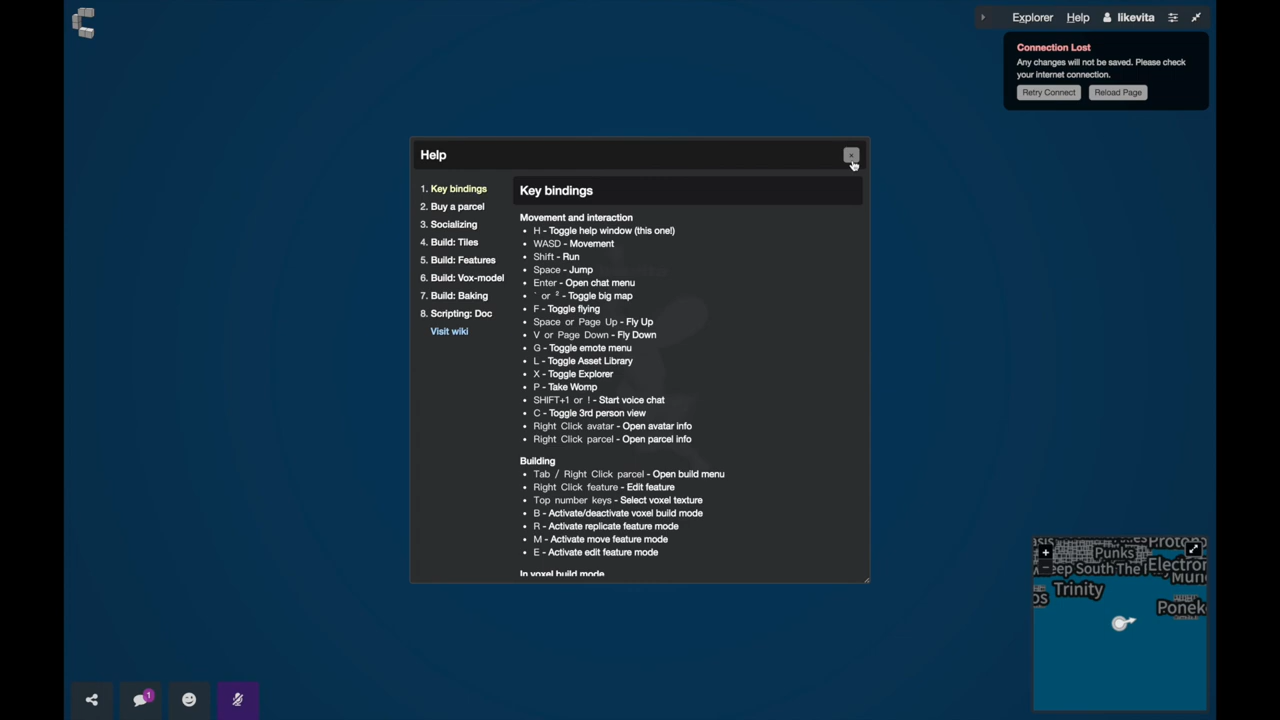 Explorer Help likevita
Connection Lost
Any changes will not be saved. Please check
your internet connection.
Retry Connect Reload Page
Help
×
1. Key bindings
2. Buy a parcel
3. Socializing
4. Build: Tiles
5. Build: Features
6. Build: Vox-model
7. Build: Baking
8. Scripting: Doc
Visit wiki
Key bindings
Movement and interaction
• H - Toggle help window (this one!)
• WASD - Movement
• Shift - Run
• Space - Jump
• Enter - Open chat menu
• ` or ² - Toggle big map
• F - Toggle flying
• Space or Page Up - Fly Up
• V or Page Down - Fly Down
• G - Toggle emote menu
• L - Toggle Asset Library
• X - Toggle Explorer
• P - Take Womp
• SHIFT+1 or ! - Start voice chat
• C - Toggle 3rd person view
• Right Click avatar - Open avatar info
• Right Click parcel - Open parcel info
Building
• Tab / Right Click parcel - Open build menu
• Right Click feature - Edit feature
• Top number keys - Select voxel texture
• B - Activate/deactivate voxel build mode
• R - Activate replicate feature mode
• M - Activate move feature mode
• E - Activate edit feature mode
In voxel build mode
+
−
Proton
Punks
eep South The Electron
Mun
Trinity
os
Ponek
1